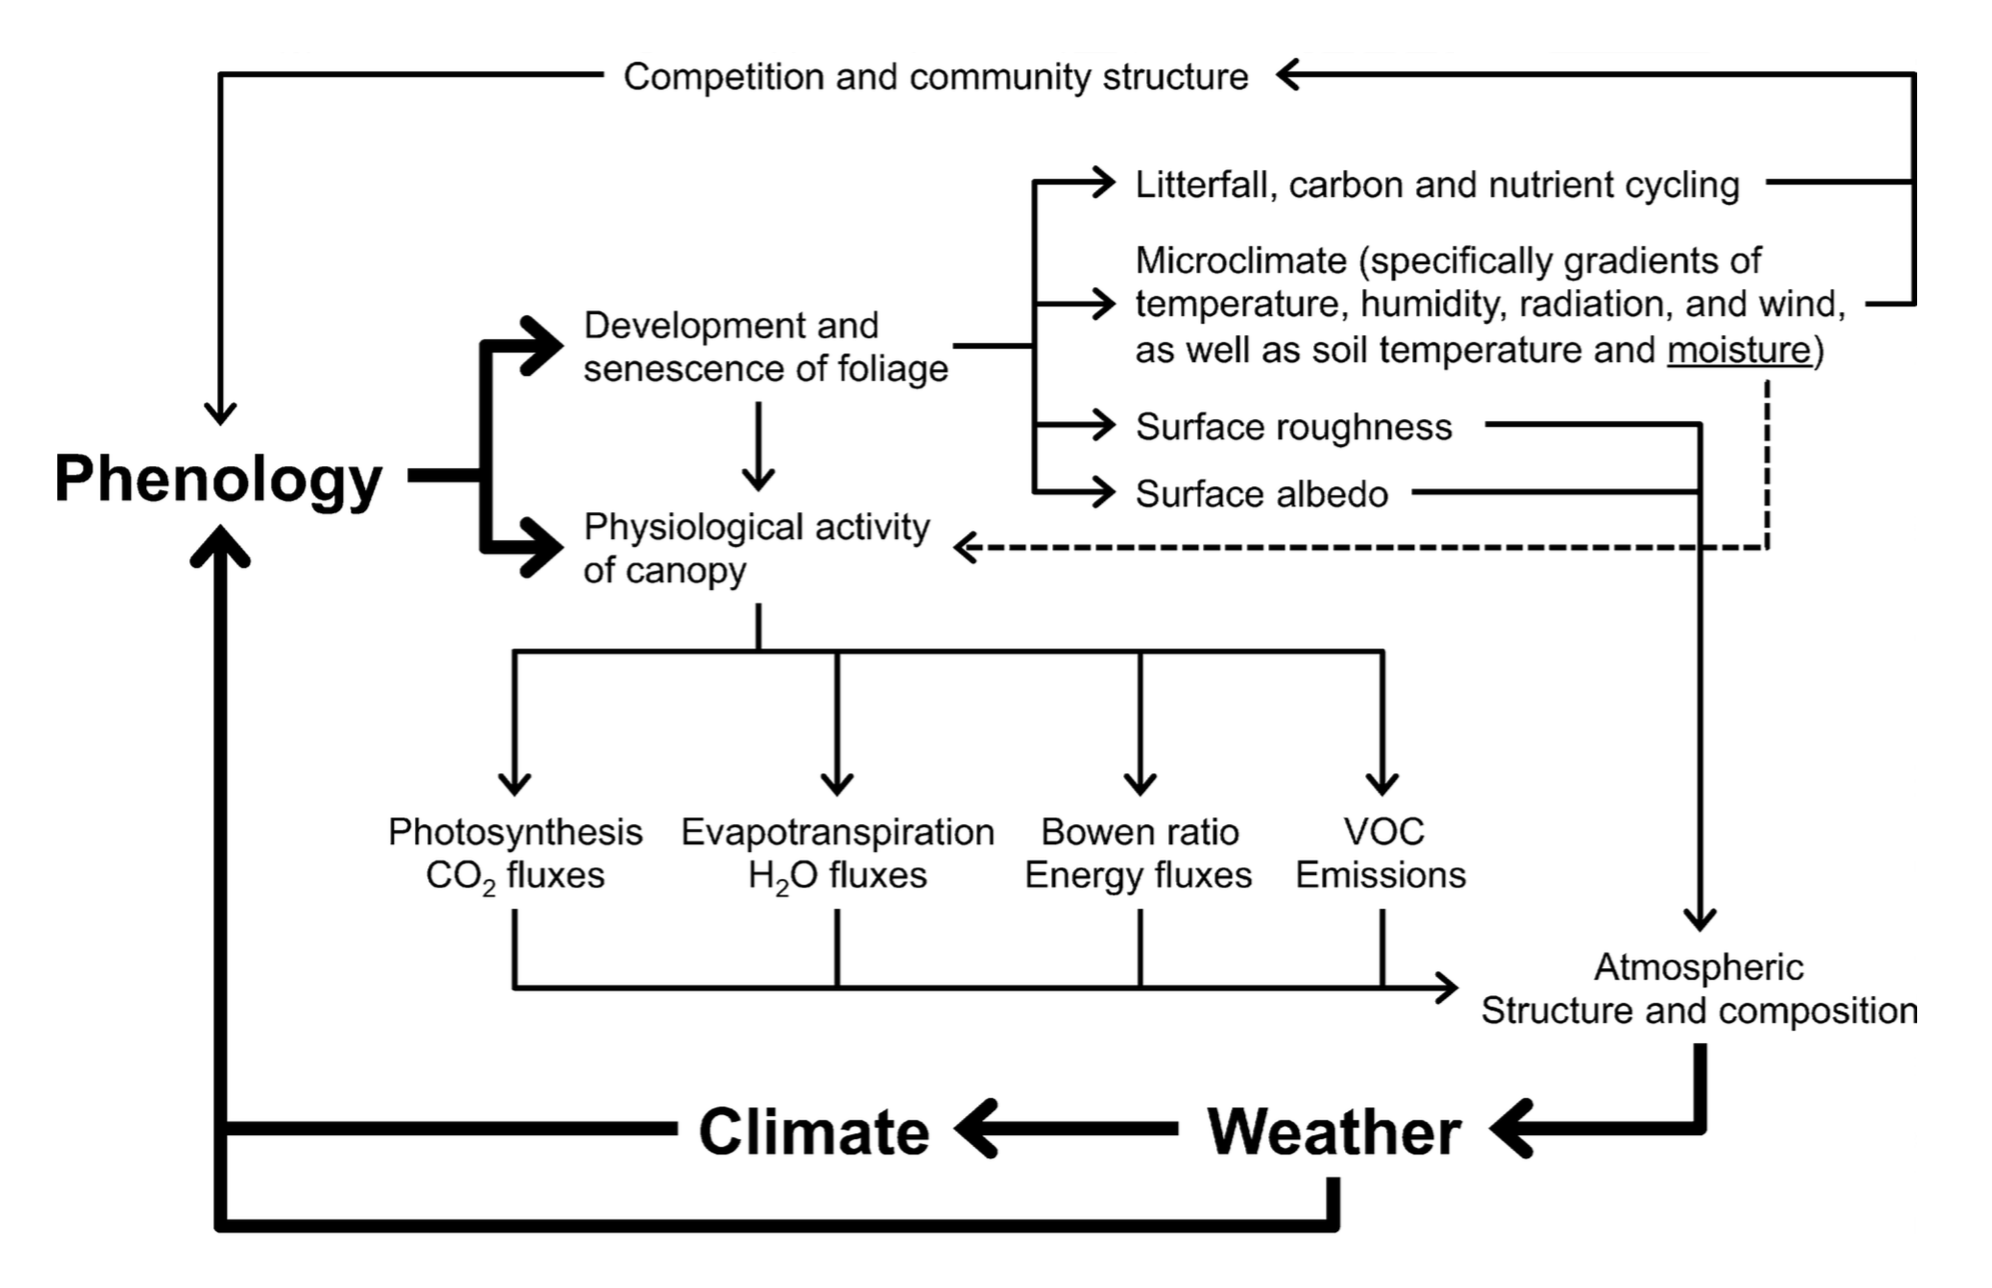 Competition and community structure
Litterfall, carbon and nutrient cycling
Microclimate (specifically gradients of
temperature, humidity, radiation, and wind,
as well as soil temperature and moisture)
Development and
senescence of foliage
Surface roughness
Phenology
Surface albedo
Physiological activity
of canopy
Photosynthesis
CO₂ fluxes
Evapotranspiration
H₂O fluxes
Bowen ratio
Energy fluxes
VOC
Emissions
Atmospheric
Structure and composition
Climate
Weather